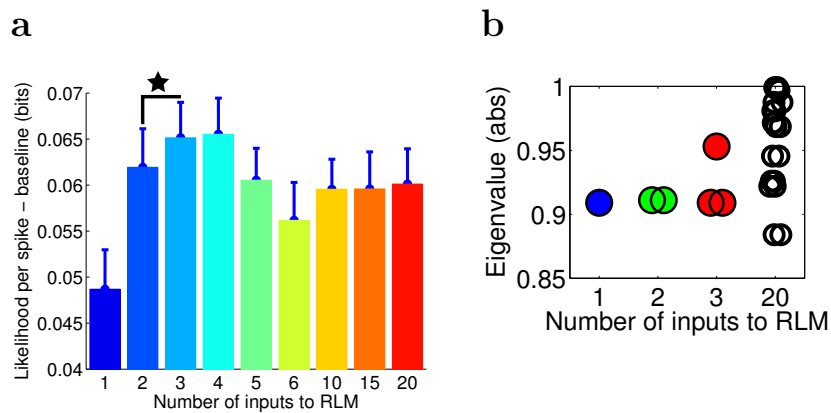 a
Likelihood per spike − baseline (bits)
0.07
0.065
0.06
0.055
0.05
0.045
0.04
1 2 3 4 5 6 10 15 20
Number of inputs to RLM
b
Eigenvalue (abs)
1
0.95
0.9
0.85
1 2 3 20
Number of inputs to RLM